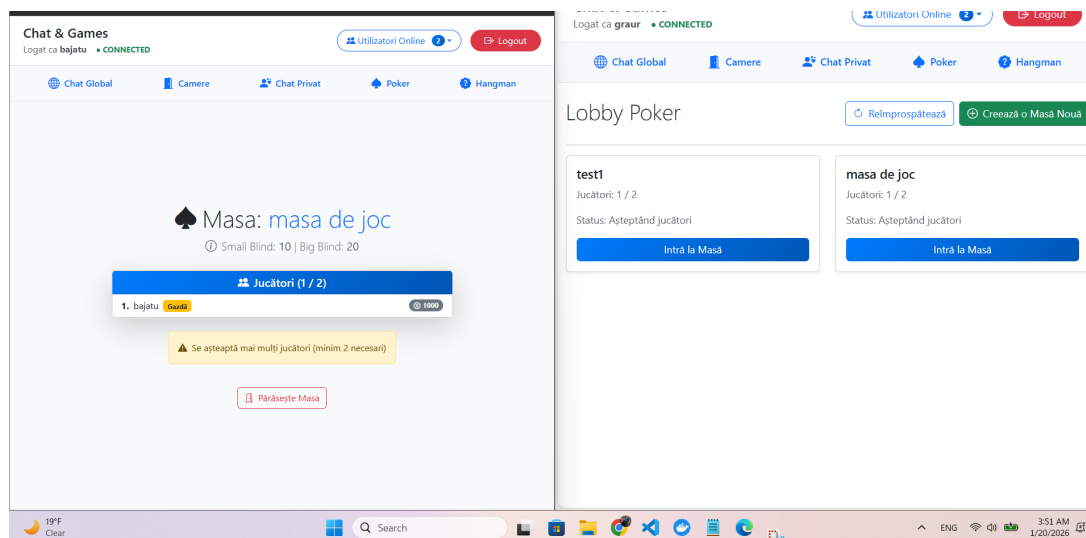 Chat & Games
Logat ca bajatu • CONNECTED
Utilizatori Online 2
Logout
Chat Global
Camere
Chat Privat
Poker
Hangman
Masa: masa de joc
Small Blind: 10 | Big Blind: 20
Jucători (1 / 2)
1. bajatu Gazdă
1000
Se așteaptă mai mulți jucători (minim 2 necesari)
Părăsește Masa
Logat ca graur • CONNECTED
Utilizatori Online 2
Logout
Chat Global
Camere
Chat Privat
Poker
Hangman
Lobby Poker
Reîmprospătează
Creează o Masă Nouă
test1
Jucători: 1 / 2
Status: Așteptând jucători
Intră la Masă
masa de joc
Jucători: 1 / 2
Status: Așteptând jucători
Intră la Masă
19°F
Clear
Search
ENG
3:51 AM
1/20/2026